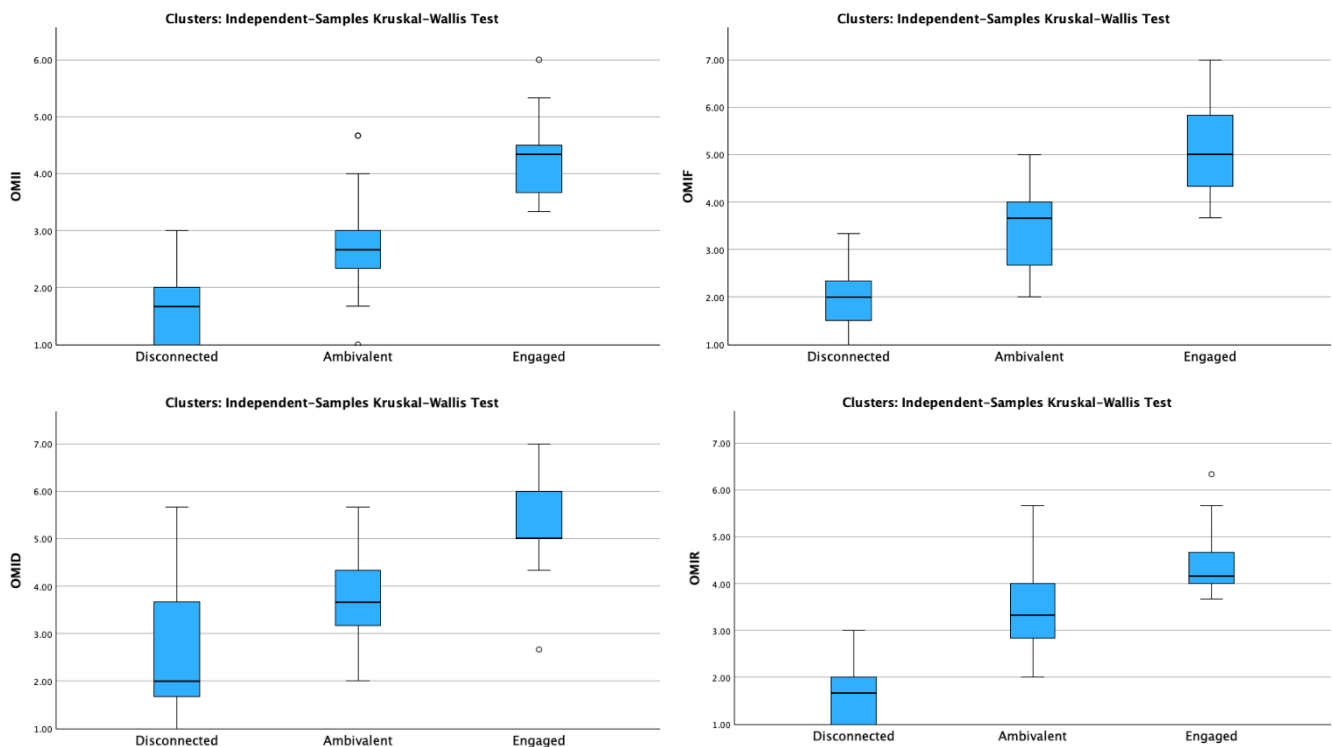 Clusters: Independent-Samples Kruskal-Wallis Test
6.00
5.00
4.00
3.00
2.00
1.00
OMII
Disconnected Ambivalent Engaged
Clusters: Independent-Samples Kruskal-Wallis Test
7.00
6.00
5.00
4.00
3.00
2.00
1.00
OMIF
Disconnected Ambivalent Engaged
Clusters: Independent-Samples Kruskal-Wallis Test
7.00
6.00
5.00
4.00
3.00
2.00
1.00
OMID
Disconnected Ambivalent Engaged
Clusters: Independent-Samples Kruskal-Wallis Test
7.00
6.00
5.00
4.00
3.00
2.00
1.00
OMIR
Disconnected Ambivalent Engaged